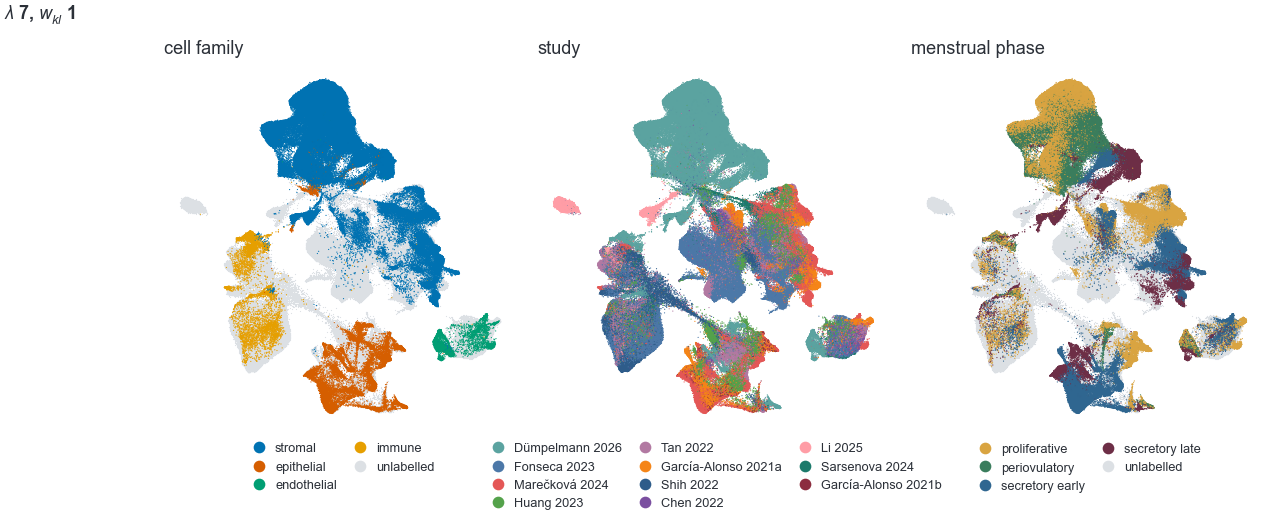 λ 7, wkl 1
cell family
study
menstrual phase
stromal
epithelial
endothelial
immune
unlabelled
Dümpelmann 2026
Fonseca 2023
Marečková 2024
Huang 2023
Tan 2022
García-Alonso 2021a
Shih 2022
Chen 2022
Li 2025
Sarsenova 2024
García-Alonso 2021b
proliferative
periovulatory
secretory early
secretory late
unlabelled